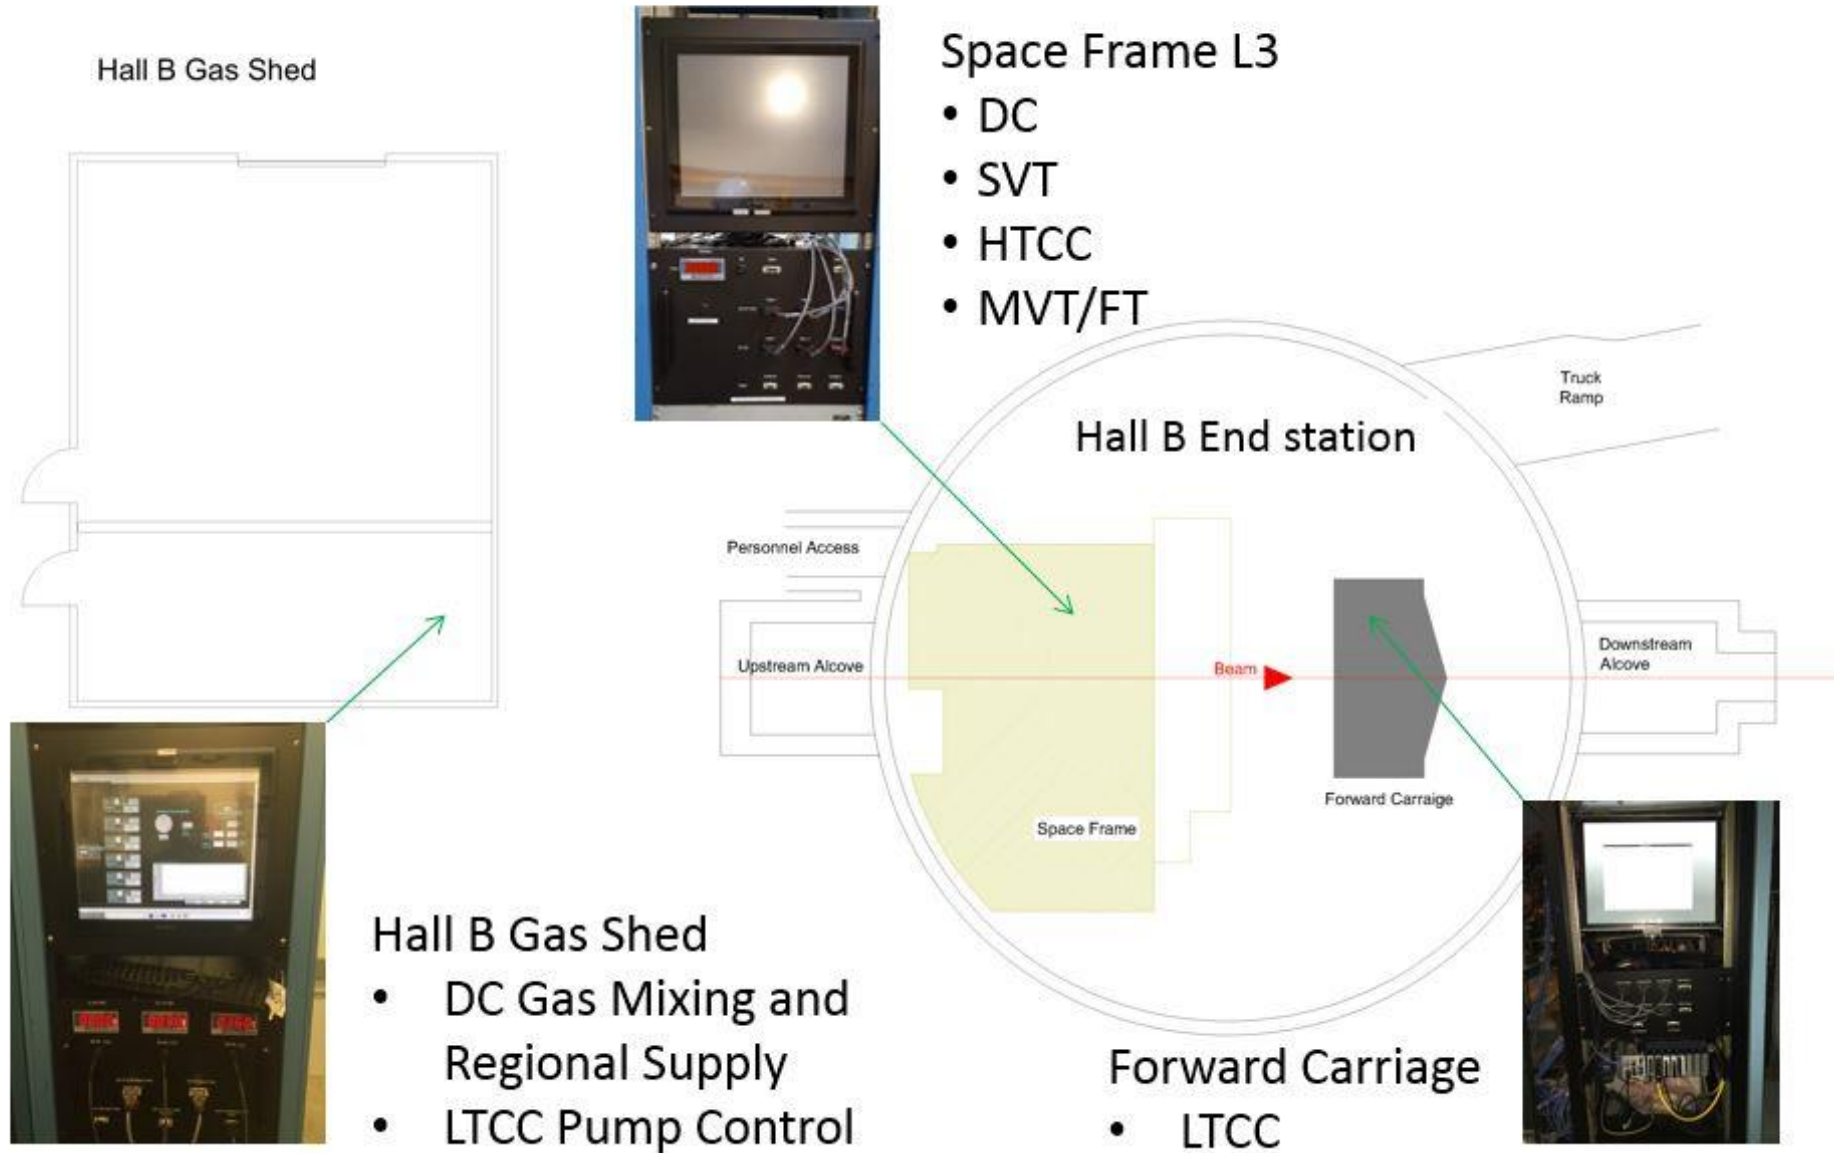 Hall B Gas Shed
Space Frame L3
• DC
• SVT
• HTCC
• MVT/FT
Truck
Ramp
Hall B End station
Personnel Access
Upstream Alcove
Beam
Downstream
Alcove
Forward Carraige
Space Frame
Hall B Gas Shed
• DC Gas Mixing and
Regional Supply
• LTCC Pump Control
Forward Carriage
• LTCC